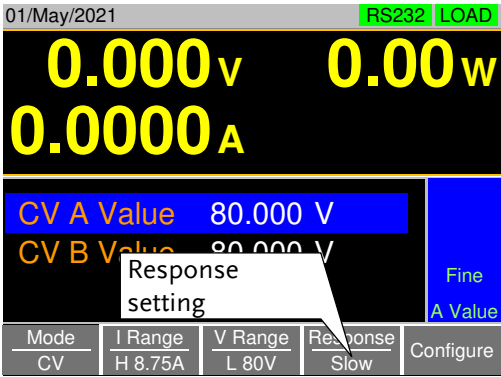 01/May/2021 RS232 LOAD
0.000 V 0.00 W
0.0000 A
CV A Value 80.000 V
CV B Value 80.000 V
Response
setting
Fine
A Value
Mode I Range V Range Response Configure
CV H 8.75A L 80V Slow